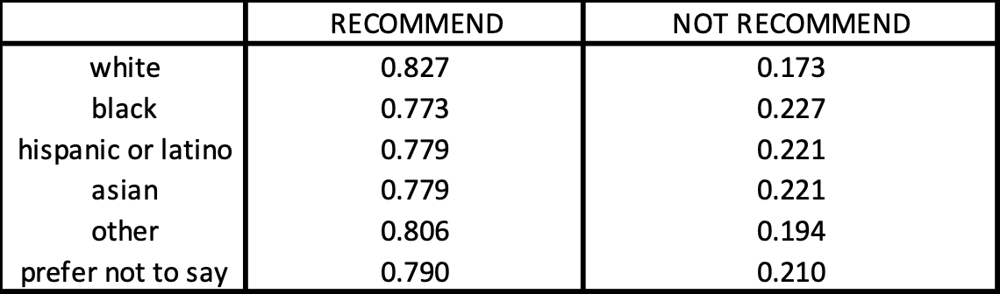 RECOMMEND NOT RECOMMEND
white 0.827 0.173
black 0.773 0.227
hispanic or latino 0.779 0.221
asian 0.779 0.221
other 0.806 0.194
prefer not to say 0.790 0.210